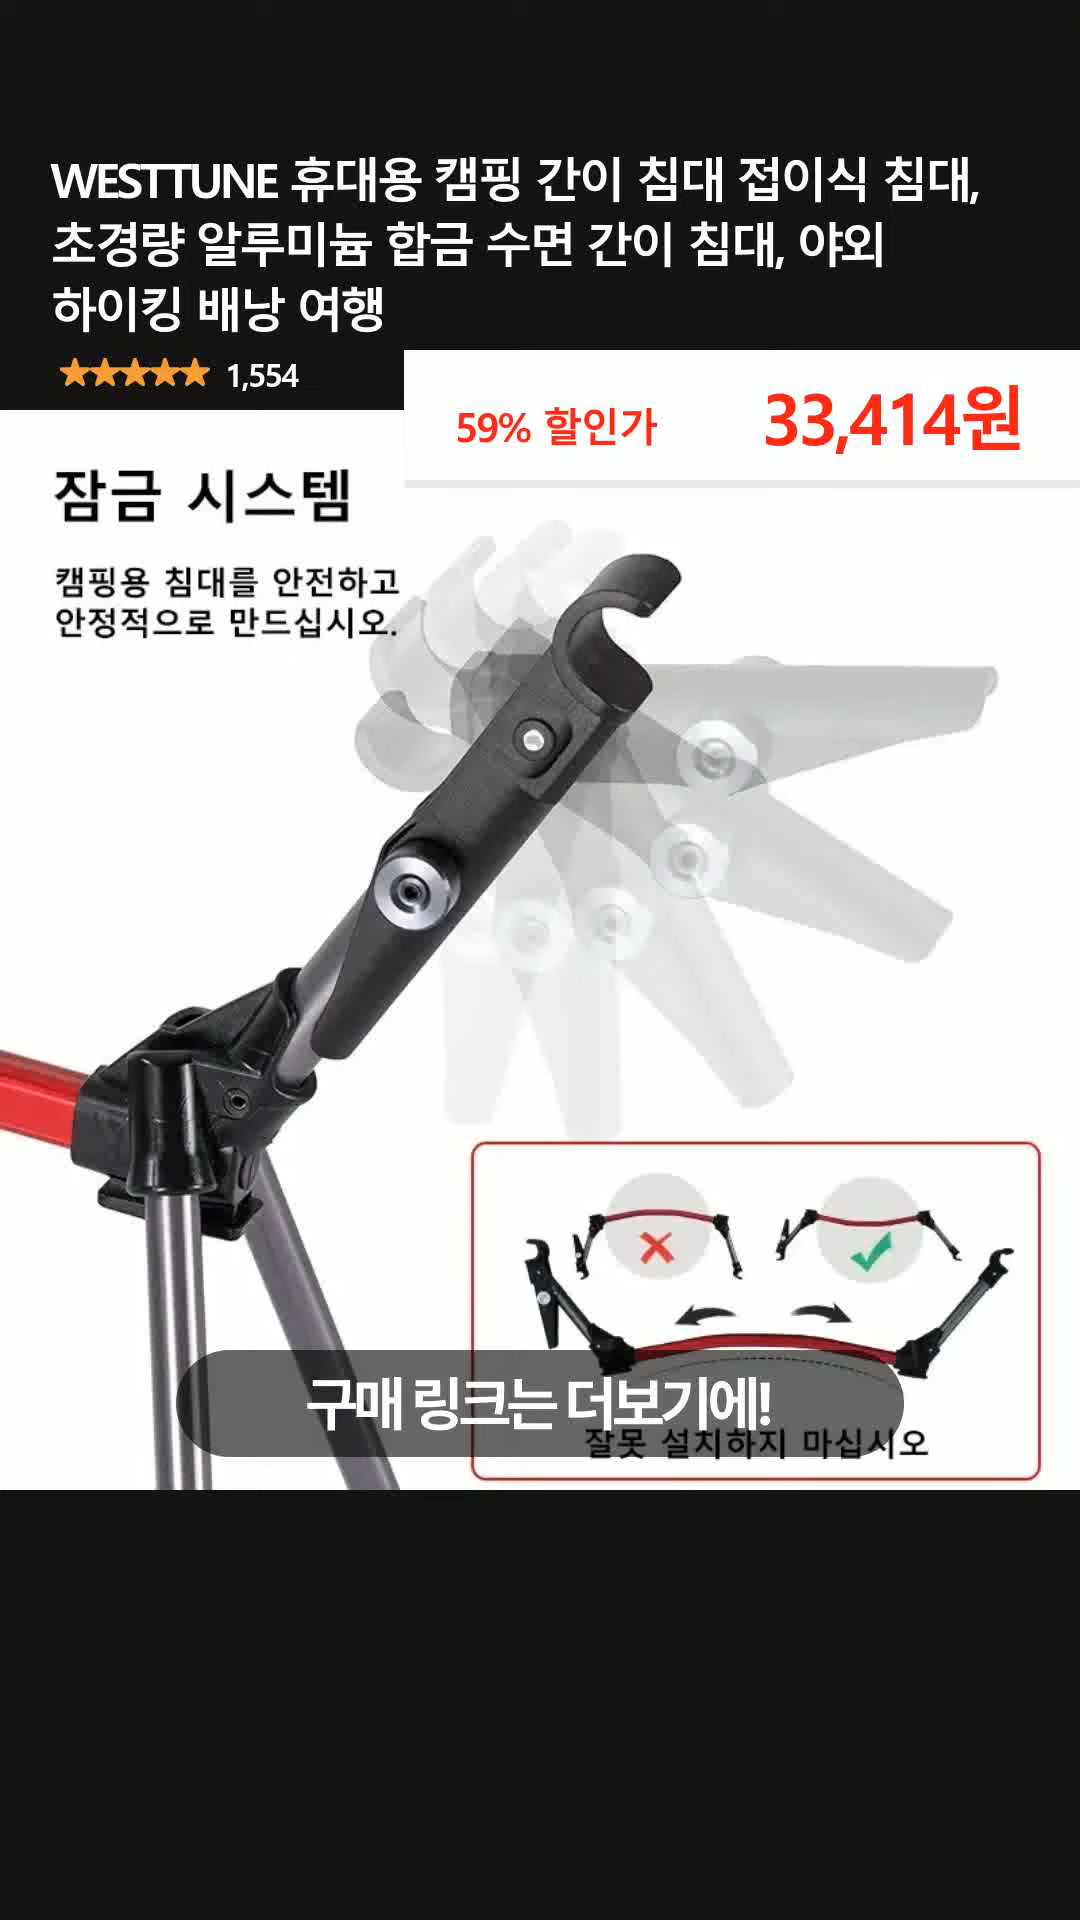 WESTTUNE 휴대용 캠핑 간이 침대 접이식 침대,
초경량 알루미늄 합금 수면 간이 침대, 야외
하이킹 배낭 여행
1,554
59% 할인가
33,414원
잠금 시스템
캠핑용 침대를 안전하고
안정적으로 만드십시오.
구매 링크는 더보기에!
잘못 설치하지 마십시오